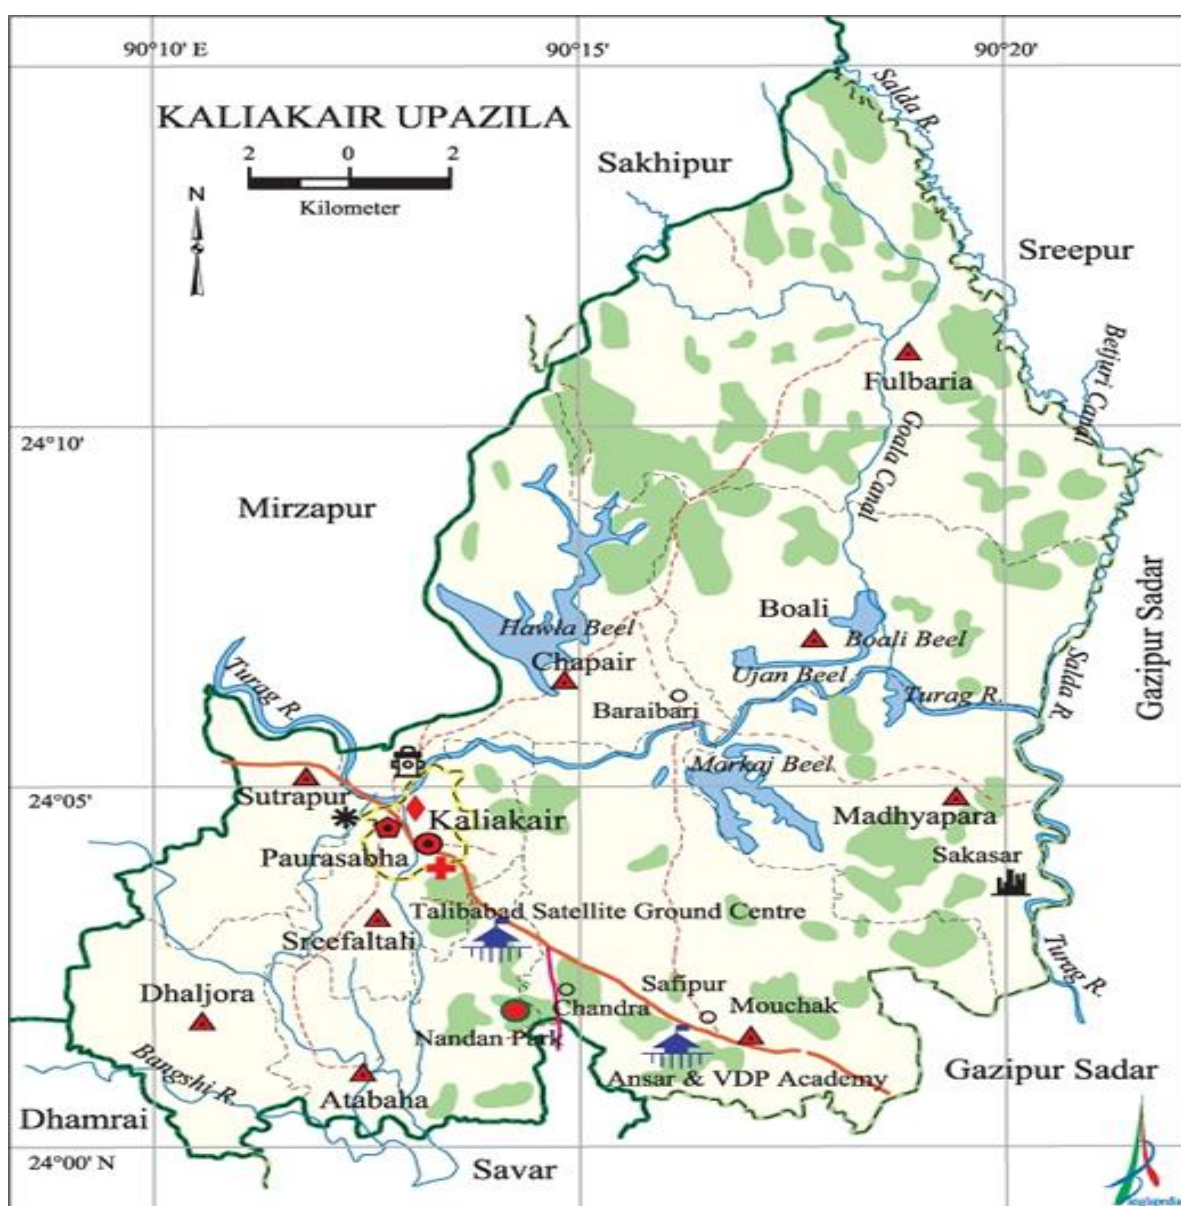 90°10' E
90°15'
90°20'
KALIAKAIR UPAZILA
2 0 2
Kilometer
N
Salda R.
Sakhipur
Sreepur
Betjuri Canal
Fulbaria
24°10'
Goala Canal
Mirzapur
Gazipur Sadar
Boali
Hawla Beel
Boali Beel
Chapair
Ujan Beel
Turag R.
Turag R.
Salda R.
Baraibari
Markaj Beel
24°05'
Sutrapur
Kaliakair
Madhyapara
Paurasabha
Sakasar
Talibabad Satellite Ground Centre
Sreefaltali
Turag R.
Safipur
Dhaljora
Chandra
Mouchak
Nandan Park
Bangshi R.
Gazipur Sadar
Ansar & VDP Academy
Atabaha
Dhamrai
24°00' N
Savar